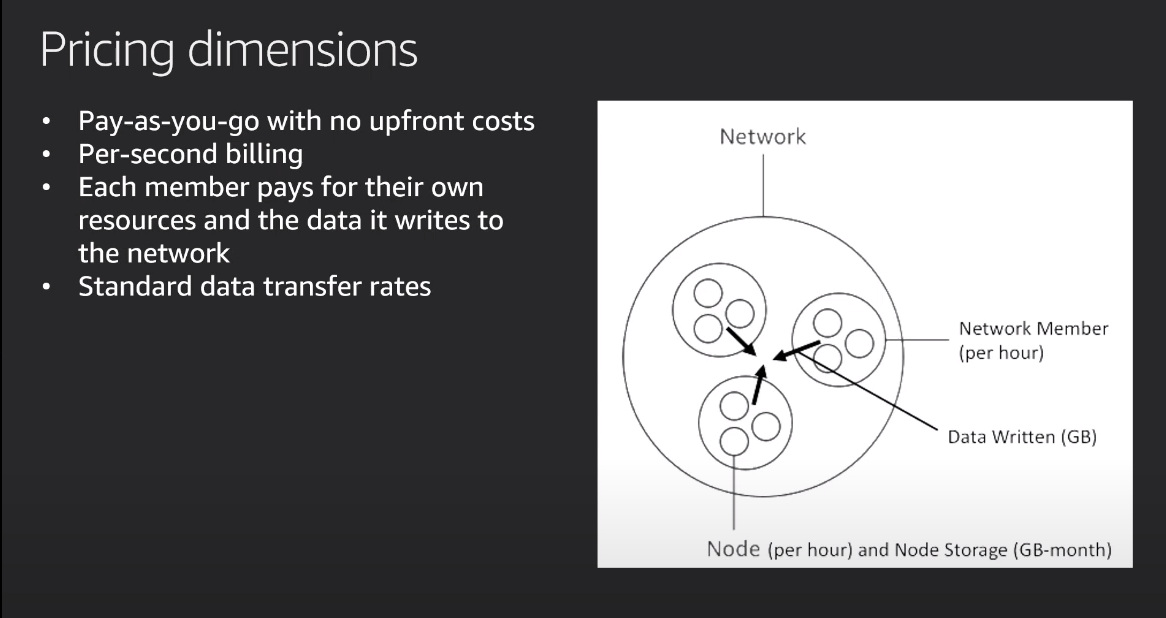 Pricing dimensions
• Pay-as-you-go with no upfront costs
• Per-second billing
• Each member pays for their own
resources and the data it writes to
the network
• Standard data transfer rates
Network
Network Member
(per hour)
Data Written (GB)
Node (per hour) and Node Storage (GB-month)